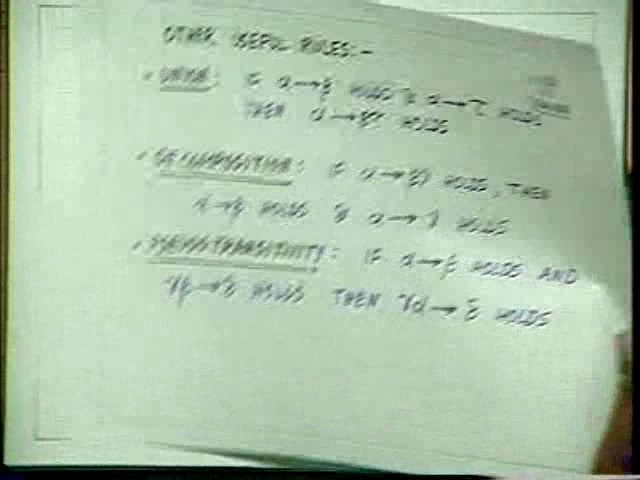 OTHER USEFUL RULES:-
• UNION: IF α→β HOLDS & α→γ HOLDS
THEN α→βγ HOLDS
• DECOMPOSITION: IF α→βγ HOLDS, THEN
α→β HOLDS & α→γ HOLDS
• PSEUDOTRANSITIVITY: IF α→β HOLDS AND
γβ→δ HOLDS THEN γα→δ HOLDS